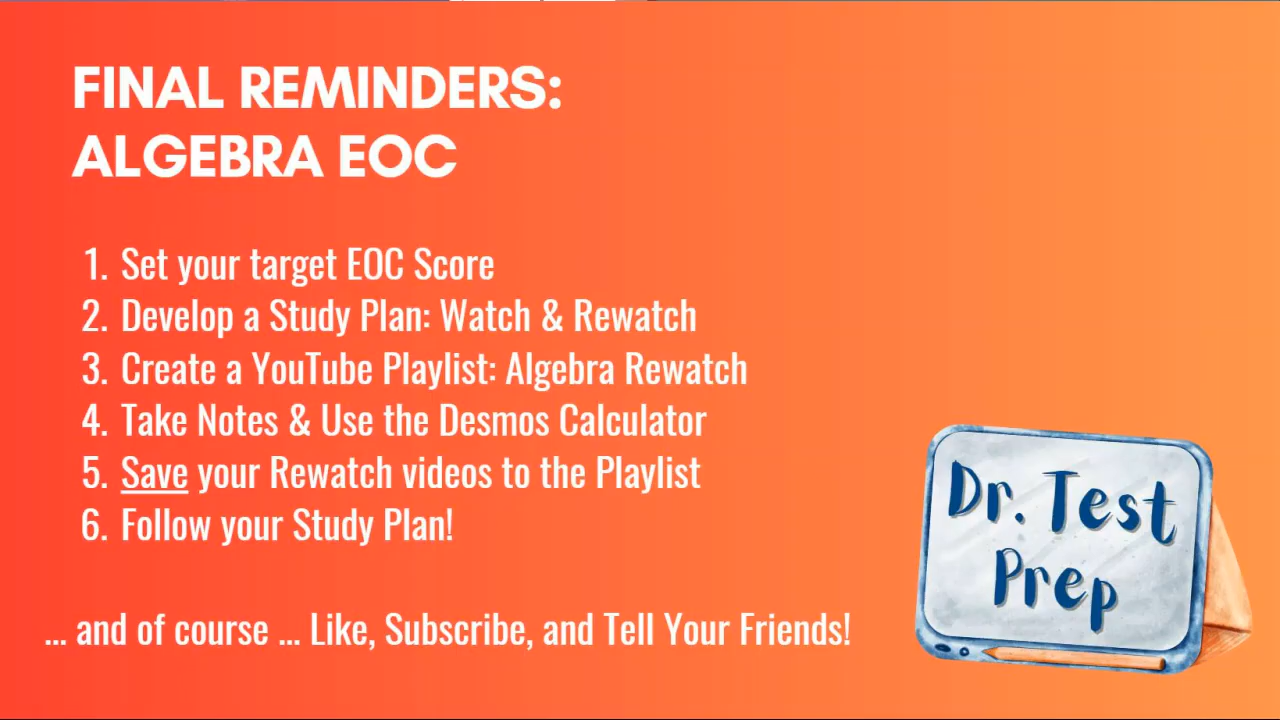 FINAL REMINDERS:
ALGEBRA EOC
1. Set your target EOC Score
2. Develop a Study Plan: Watch & Rewatch
3. Create a YouTube Playlist: Algebra Rewatch
4. Take Notes & Use the Desmos Calculator
5. Save your Rewatch videos to the Playlist
6. Follow your Study Plan!
... and of course ... Like, Subscribe, and Tell Your Friends!
Dr. Test
Prep